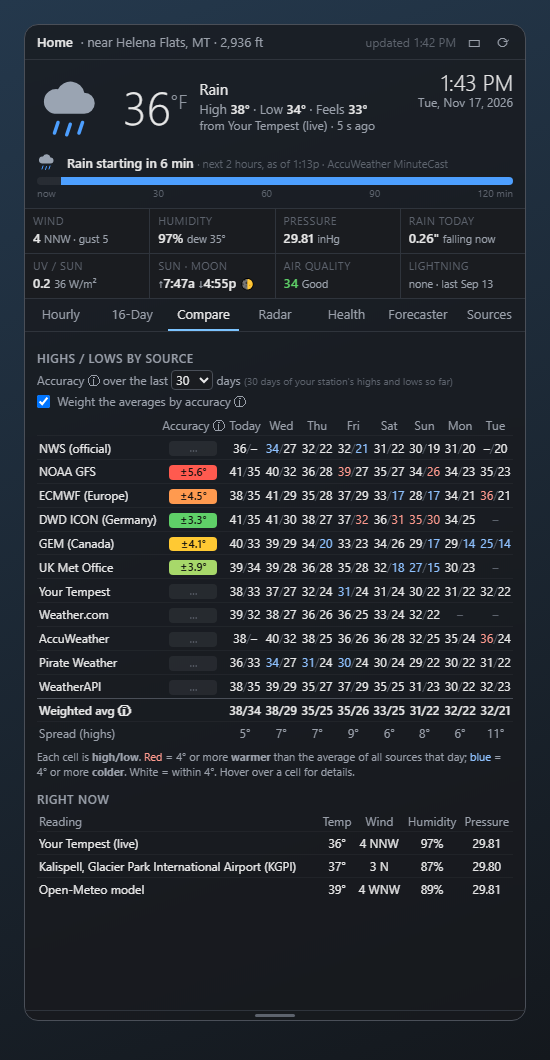 Home · near Helena Flats, MT · 2,936 ft updated 1:42 PM
36°F
Rain
High 38° · Low 34° · Feels 33°
from Your Tempest (live) · 5 s ago
1:43 PM
Tue, Nov 17, 2026
Rain starting in 6 min · next 2 hours, as of 1:13p · AccuWeather MinuteCast
now 30 60 90 120 min
WIND HUMIDITY PRESSURE RAIN TODAY
4 NNW · gust 5 97% dew 35° 29.81 inHg 0.26" falling now
UV / SUN SUN · MOON AIR QUALITY LIGHTNING
0.2 36 W/m² ↑7:47a ↓4:55p 34 Good none · last Sep 13
Hourly 16-Day Compare Radar Health Forecaster Sources
HIGHS / LOWS BY SOURCE
Accuracy ⓘ over the last 30 days (30 days of your station's highs and lows so far)
Weight the averages by accuracy ⓘ
Accuracy ⓘ Today Wed Thu Fri Sat Sun Mon Tue
NWS (official) ... 36/– 34/27 32/22 32/21 31/22 30/19 31/20 –/20
NOAA GFS ±5.6° 41/35 40/32 36/28 39/27 35/27 34/26 34/23 35/23
ECMWF (Europe) ±4.5° 38/35 41/29 35/28 37/29 33/17 28/17 34/21 36/21
DWD ICON (Germany) ±3.3° 41/35 41/30 38/27 37/32 36/31 35/30 34/25 –
GEM (Canada) ±4.1° 40/33 39/29 34/20 33/23 34/26 29/17 29/14 25/14
UK Met Office ±3.9° 39/34 39/28 36/28 35/28 32/18 27/15 30/23 –
Your Tempest ... 38/33 37/27 32/24 31/24 31/24 30/22 31/22 32/22
Weather.com ... 39/32 38/27 36/26 36/25 33/24 32/22 – –
AccuWeather ... 38/– 40/32 38/25 36/26 36/28 32/25 35/24 36/24
Pirate Weather ... 36/33 34/27 31/24 30/24 30/24 29/22 30/22 31/22
WeatherAPI ... 38/35 39/29 35/27 37/29 35/25 31/23 30/22 32/23
Weighted avg ⓘ 38/34 38/29 35/25 35/26 33/25 31/22 32/22 32/21
Spread (highs) 5° 7° 7° 9° 6° 8° 6° 11°
Each cell is high/low. Red = 4° or more warmer than the average of all sources that day; blue =
4° or more colder. White = within 4°. Hover over a cell for details.
RIGHT NOW
Reading Temp Wind Humidity Pressure
Your Tempest (live) 36° 4 NNW 97% 29.81
Kalispell, Glacier Park International Airport (KGPI) 37° 3 N 87% 29.80
Open-Meteo model 39° 4 WNW 89% 29.81